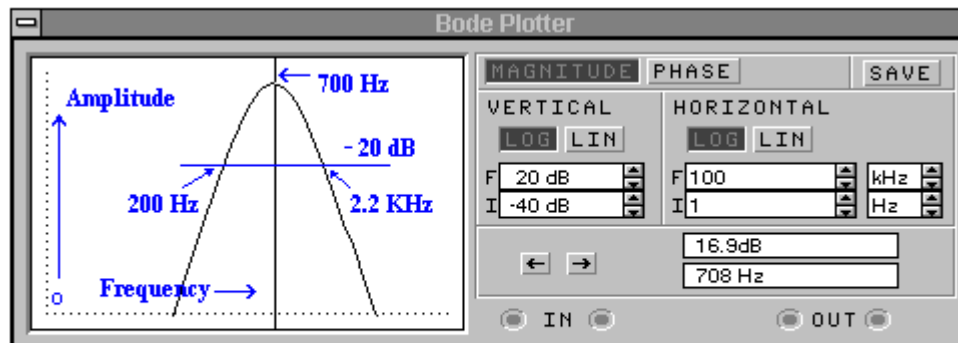 Bode Plotter
700 Hz
Amplitude
- 20 dB
200 Hz
2.2 KHz
0
Frequency
MAGNITUDE PHASE SAVE
VERTICAL HORIZONTAL
LOG LIN LOG LIN
F 20 dB F 100 kHz
I -40 dB I 1 Hz
16.9dB
708 Hz
IN OUT